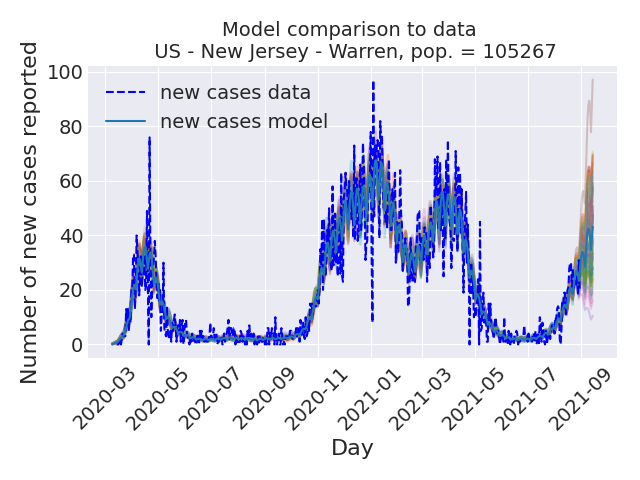 Model comparison to data
US - New Jersey - Warren, pop. = 105267
Number of new cases reported
100
80
60
40
20
0
new cases data
new cases model
2020-03
2020-05
2020-07
2020-09
2020-11
2021-01
2021-03
2021-05
2021-07
2021-09
Day